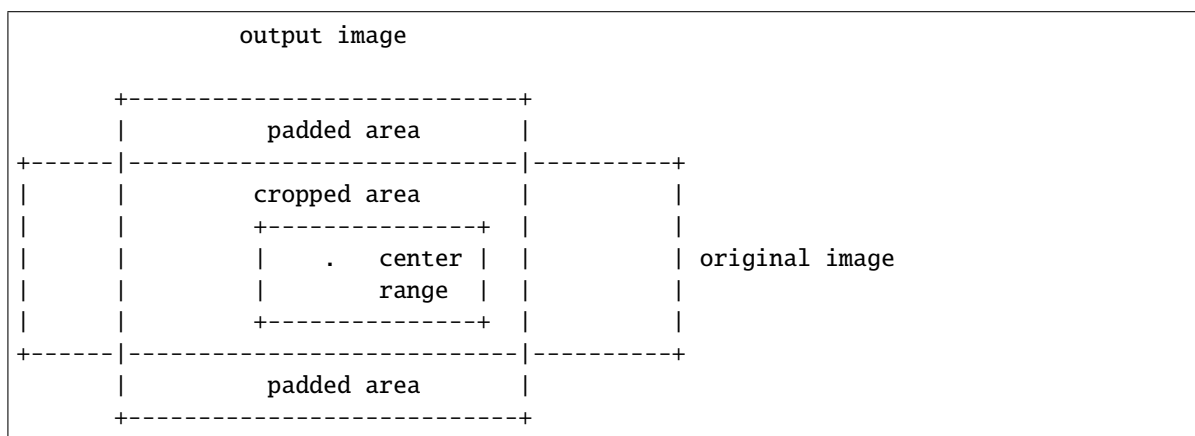 output image
+----------------------------+
| padded area |
+------|----------------------------|----------+
| | cropped area | |
| | +---------------+ | |
| | | . center | | | original image
| | | range | | |
| | +---------------+ | |
+------|----------------------------|----------+
| padded area |
+----------------------------+